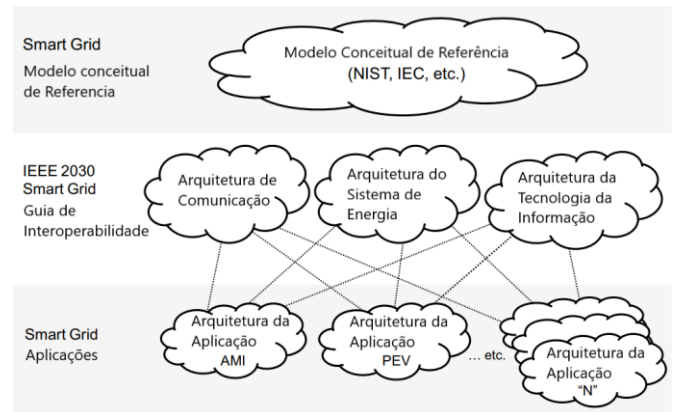 Smart Grid
Modelo conceitual
de Referencia
Modelo Conceitual de Referência
(NIST, IEC, etc.)
IEEE 2030
Smart Grid
Guia de
Interoperabilidade
Arquitetura de
Comunicação
Arquitetura do
Sistema de
Energia
Arquitetura da
Tecnologia da
Informação
Smart Grid
Aplicações
Arquitetura da
Aplicação
AMI
Arquitetura da
Aplicação
PEV
... etc.
Arquitetura da
Aplicação
“N”